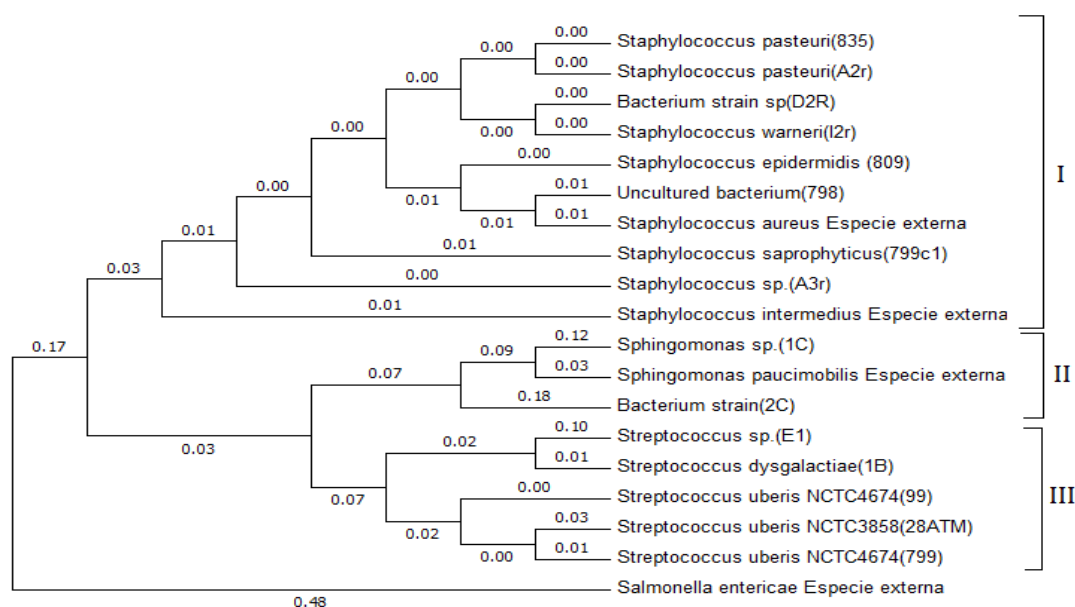 0.00
Staphylococcus pasteuri(835)
0.00
0.00
Staphylococcus pasteuri(A2r)
0.00
0.00
Bacterium strain sp(D2R)
0.00
0.00
0.00
Staphylococcus warneri(I2r)
0.00
Staphylococcus epidermidis (809)
0.00
0.01
Uncultured bacterium(798)
0.01
0.01
0.01
Staphylococcus aureus Especie externa
0.01
Staphylococcus saprophyticus(799c1)
0.01
0.00
Staphylococcus sp.(A3r)
0.03
0.01
Staphylococcus intermedius Especie externa
I
0.17
0.12
Sphingomonas sp.(1C)
0.09
0.03
Sphingomonas paucimobilis Especie externa
0.07
0.18
Bacterium strain(2C)
II
0.03
0.10
Streptococcus sp.(E1)
0.02
0.01
Streptococcus dysgalactiae(1B)
0.07
0.00
Streptococcus uberis NCTC4674(99)
0.02
0.03
Streptococcus uberis NCTC3858(28ATM)
0.00
0.01
Streptococcus uberis NCTC4674(799)
III
Salmonella entericae Especie externa
0.48